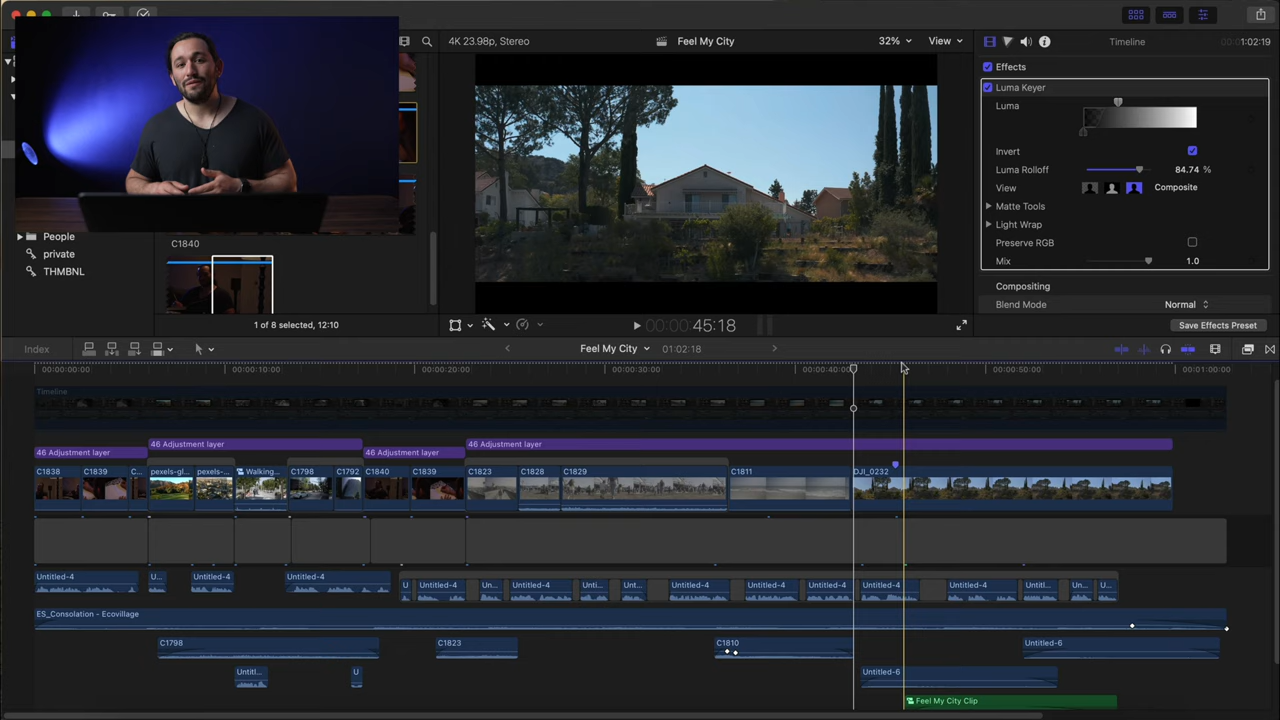 4K 23.98p, Stereo
Feel My City
32%
View
Timeline
1:02:19
Effects
Luma Keyer
Luma
Invert
Luma Rolloff
84.74 %
View
Composite
Matte Tools
Light Wrap
Preserve RGB
Mix
1.0
Compositing
Blend Mode
Normal
Save Effects Preset
People
private
THMBNL
C1840
1 of 8 selected, 12:10
00:00:45:18
Index
Feel My City
01:02:18
00:00:00:00
00:00:10:00
00:00:20:00
00:00:30:00
00:00:40:00
00:00:50:00
00:01:00:00
Timeline
46 Adjustment layer
46 Adjustment layer
46 Adjustment layer
46 Adjustment layer
C1838
C1839
C...
pexels-gl...
pexels-...
Walking...
C1798
C1792
C1840
C1839
C1823
C1828
C1829
C1811
DJI_0232
Untitled-4
U...
Untitled-4
Untitled-4
U
Untitled-4
Un...
Untitled-4
Unti...
Unt...
Untitled-4
Untitled-4
Untitled-4
Untitled-4
Untitled-4
Untitl...
Un...
U...
ES_Consolation - Ecovillage
C1798
C1823
C1810
Untitled-6
Untitl...
U
Untitled-6
Feel My City Clip